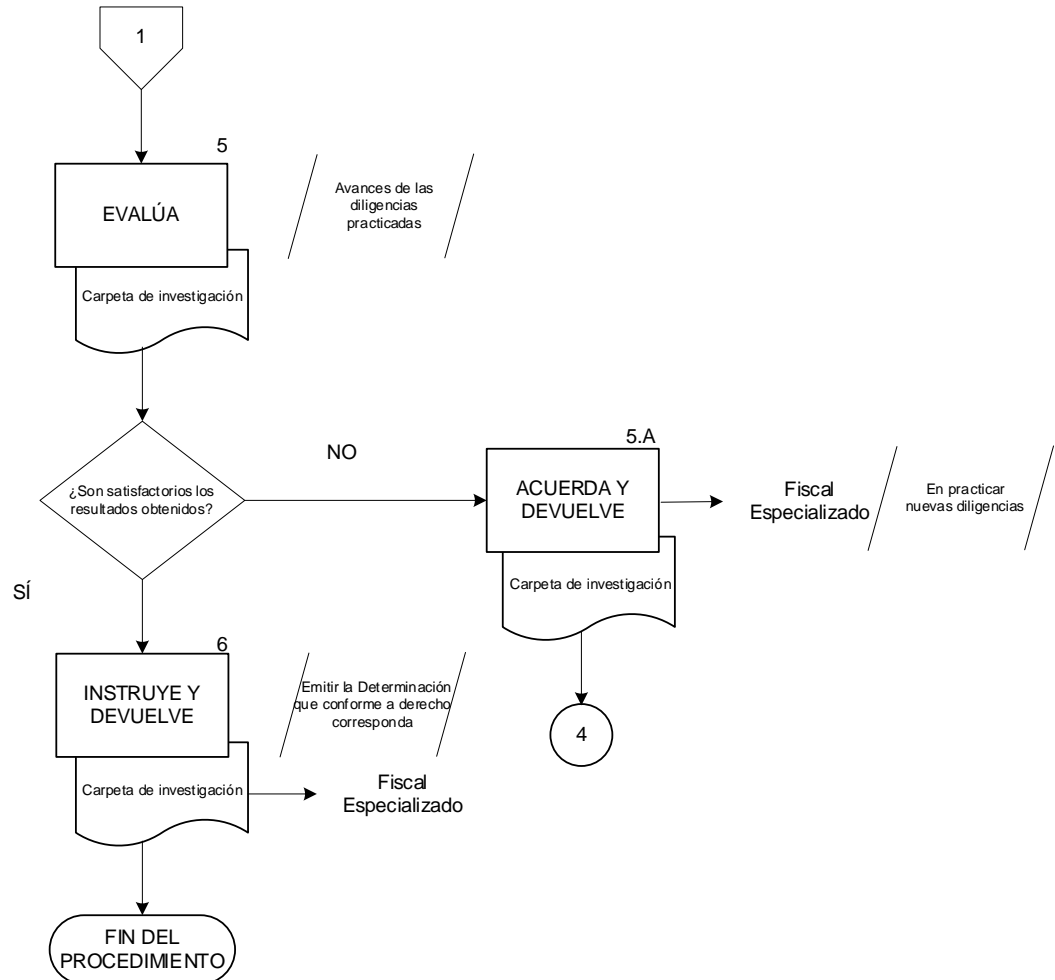 1
5
EVALÚA
Avances de las
diligencias
practicadas
Carpeta de investigación
¿Son satisfactorios los
resultados obtenidos?
NO
5.A
ACUERDA Y
DEVUELVE
Fiscal
Especializado
En practicar
nuevas diligencias
Carpeta de investigación
4
SÍ
6
INSTRUYE Y
DEVUELVE
Emitir la Determinación
que conforme a derecho
corresponda
Carpeta de investigación
Fiscal
Especializado
FIN DEL
PROCEDIMIENTO